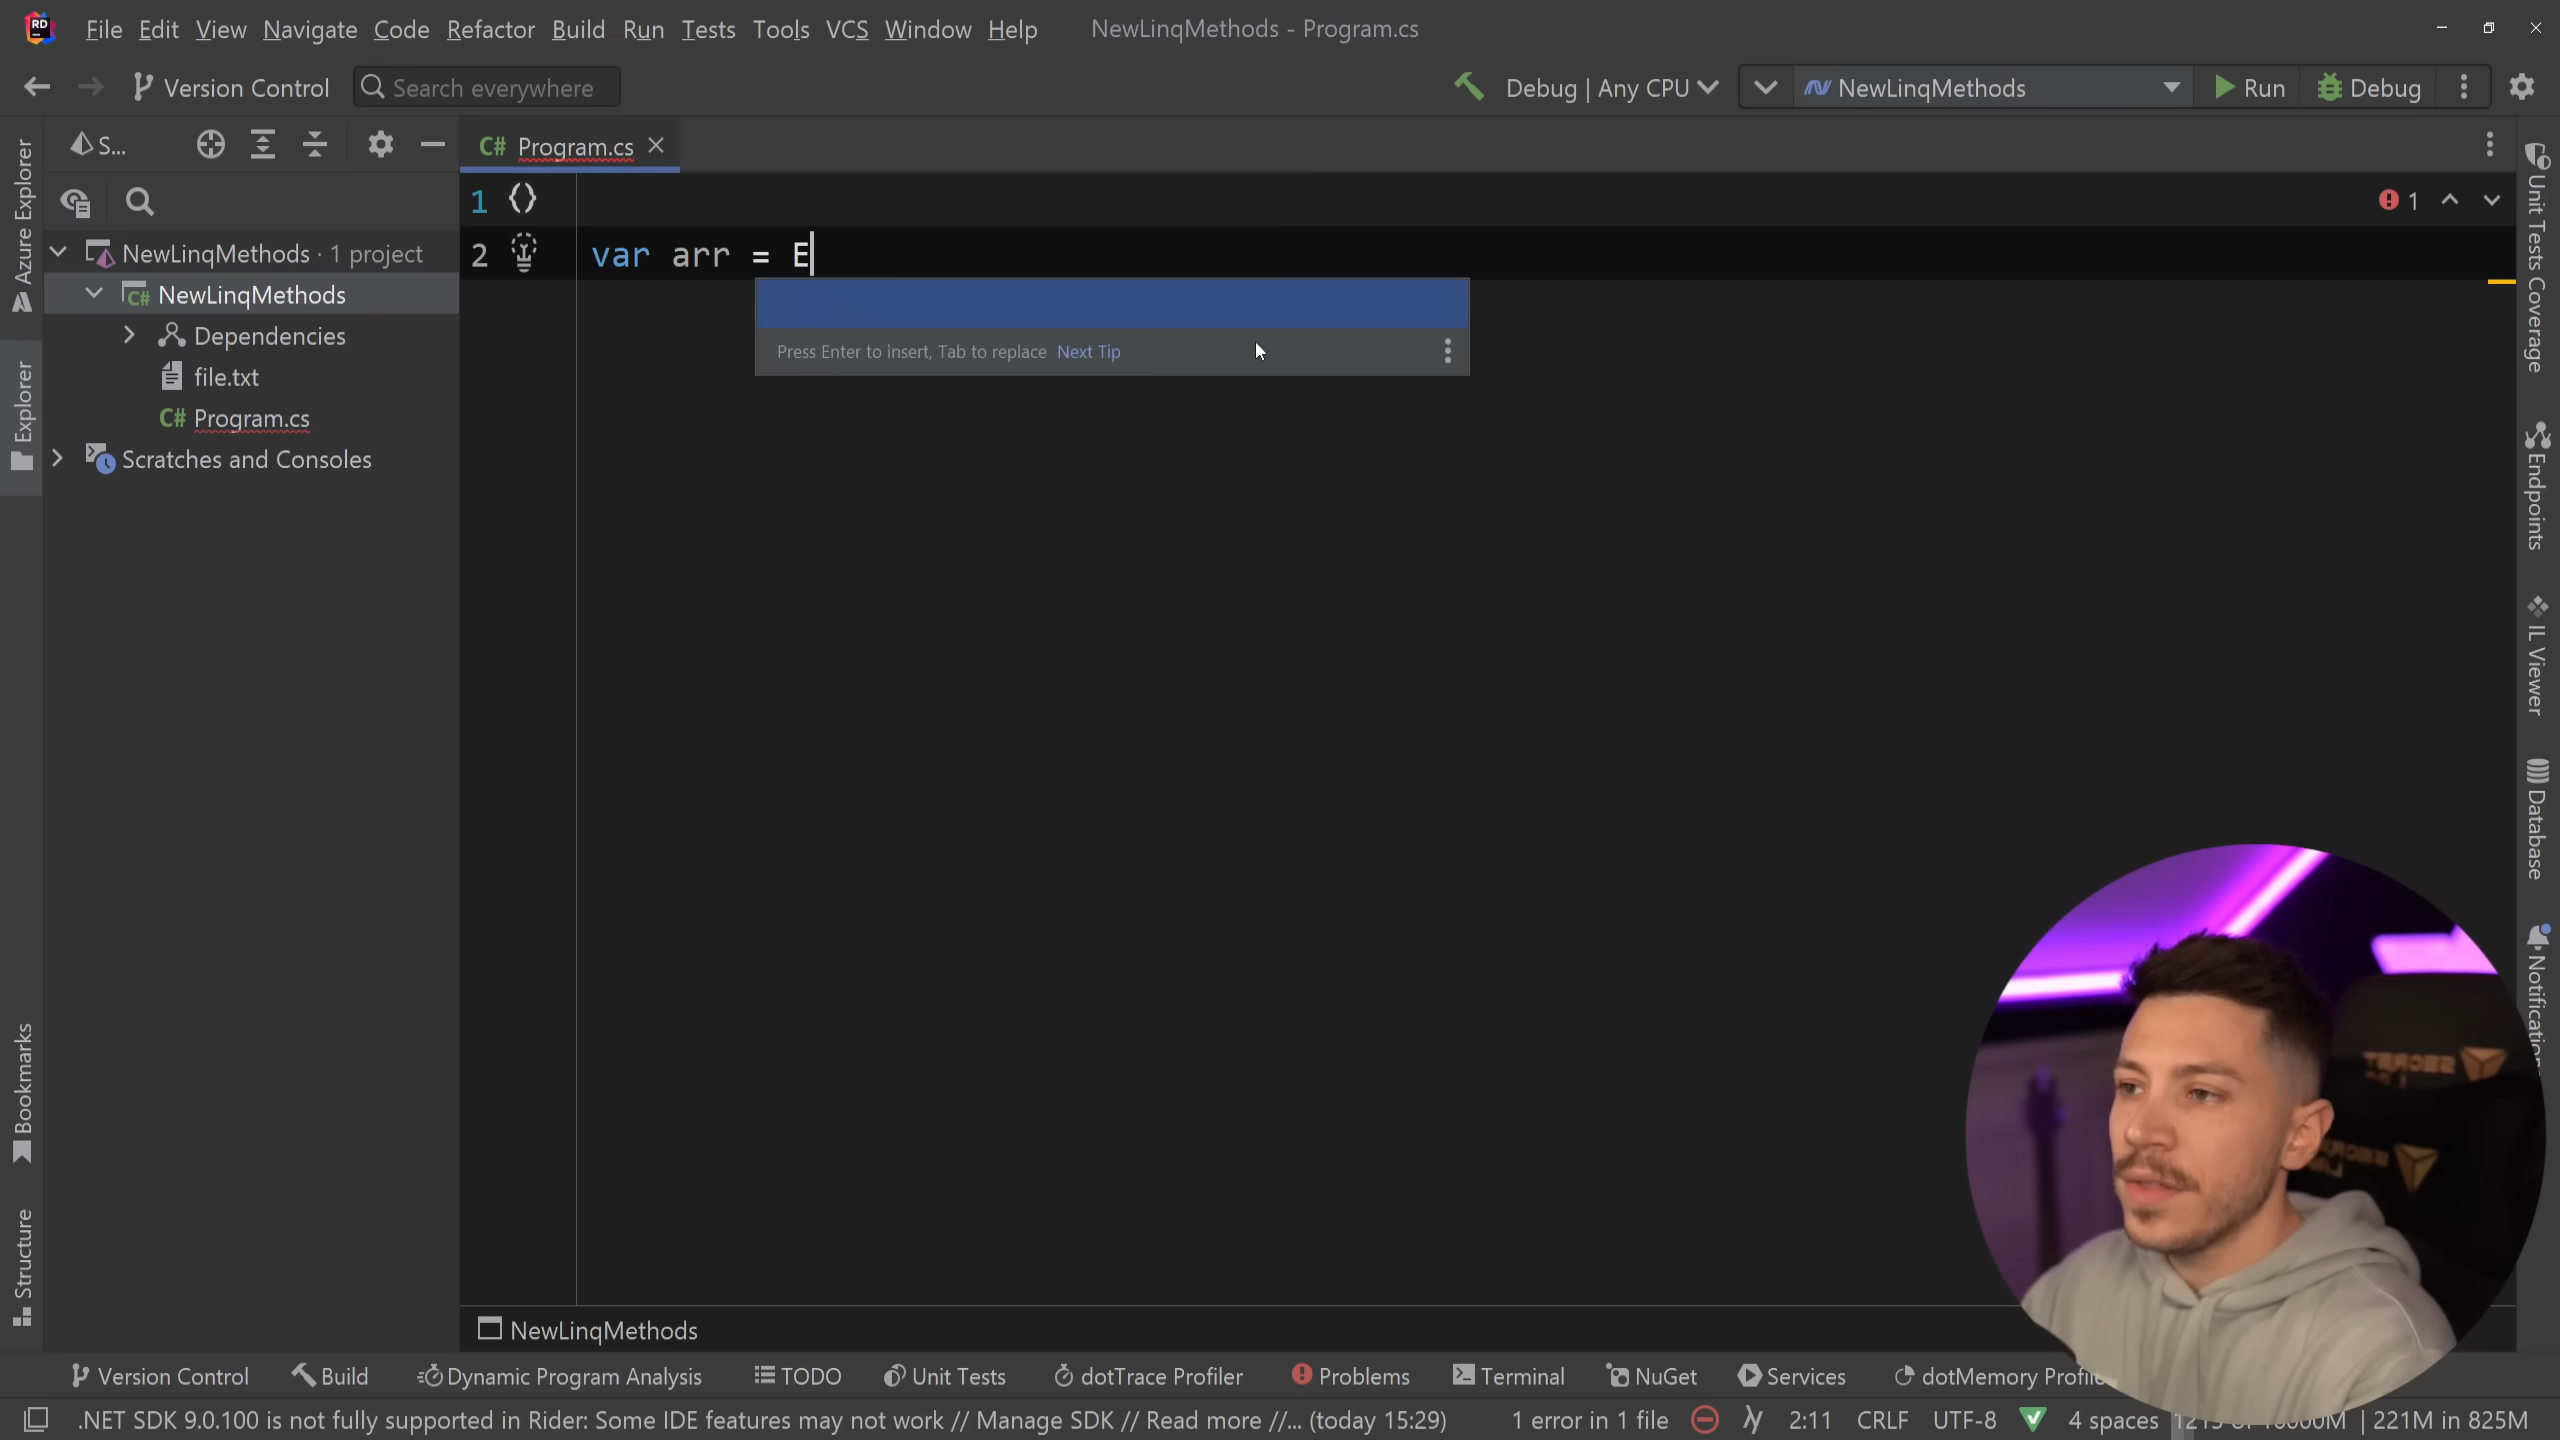 RD File Edit View Navigate Code Refactor Build Run Tests Tools VCS Window Help NewLinqMethods - Program.cs
Version Control Search everywhere Debug | Any CPU NewLinqMethods Run Debug
S... C# Program.cs
1
2 var arr = E
! 1
Press Enter to insert, Tab to replace Next Tip
NewLinqMethods · 1 project
C# NewLinqMethods
Dependencies
file.txt
C# Program.cs
Scratches and Consoles
Azure Explorer
Explorer
Bookmarks
Structure
Unit Tests Coverage
Endpoints
IL Viewer
Database
NewLinqMethods
Version Control Build Dynamic Program Analysis TODO Unit Tests dotTrace Profiler Problems Terminal NuGet Services dotMemory
.NET SDK 9.0.100 is not fully supported in Rider: Some IDE features may not work // Manage SDK // Read more //... (today 15:29) 1 error in 1 file 2:11 CRLF UTF-8 4 spaces | 221M in 825M